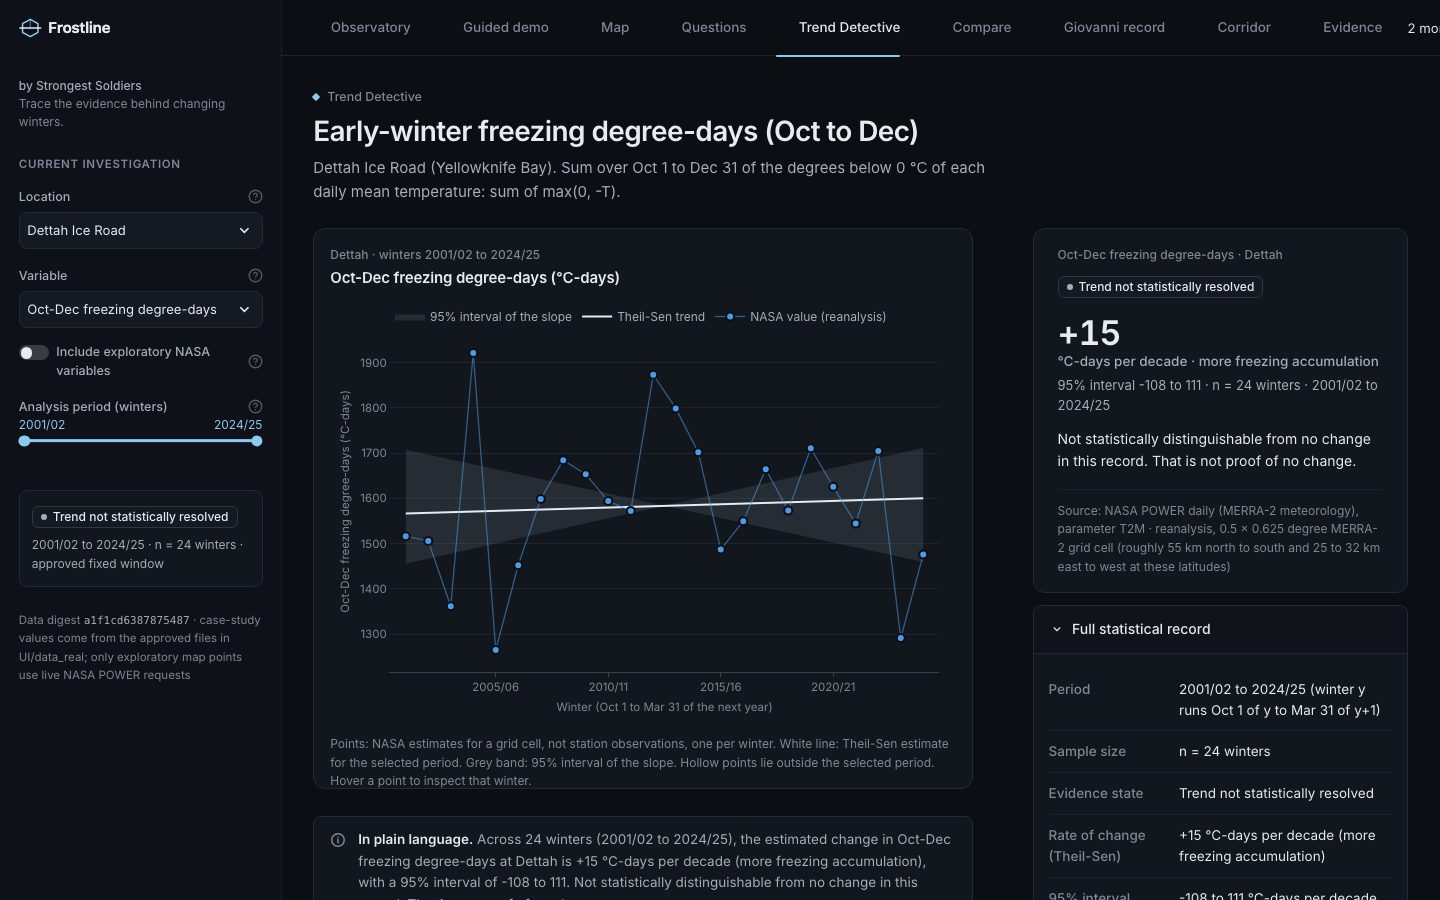 Frostline
by Strongest Soldiers
Trace the evidence behind changing
winters.
CURRENT INVESTIGATION
Location
Dettah Ice Road
Variable
Oct-Dec freezing degree-days
Include exploratory NASA
variables
Analysis period (winters)
2001/02 2024/25
Trend not statistically resolved
2001/02 to 2024/25 · n = 24 winters ·
approved fixed window
Data digest a1f1cd6387875487 · case-study
values come from the approved files in
UI/data_real; only exploratory map points
use live NASA POWER requests
Observatory Guided demo Map Questions Trend Detective Compare Giovanni record Corridor Evidence 2
Trend Detective
Early-winter freezing degree-days (Oct to Dec)
Dettah Ice Road (Yellowknife Bay). Sum over Oct 1 to Dec 31 of the degrees below 0 °C of each
daily mean temperature: sum of max(0, -T).
Dettah · winters 2001/02 to 2024/25
Oct-Dec freezing degree-days (°C-days)
95% interval of the slope Theil-Sen trend NASA value (reanalysis)
Oct-Dec freezing degree-days (°C-days)
1900
1800
1700
1600
1500
1400
1300
2005/06 2010/11 2015/16 2020/21
Winter (Oct 1 to Mar 31 of the next year)
Points: NASA estimates for a grid cell, not station observations, one per winter. White line: Theil-Sen estimate
for the selected period. Grey band: 95% interval of the slope. Hollow points lie outside the selected period.
Hover a point to inspect that winter.
In plain language. Across 24 winters (2001/02 to 2024/25), the estimated change in Oct-Dec
freezing degree-days at Dettah is +15 °C-days per decade (more freezing accumulation),
with a 95% interval of -108 to 111. Not statistically distinguishable from no change in this
Oct-Dec freezing degree-days · Dettah
Trend not statistically resolved
+15
°C-days per decade · more freezing accumulation
95% interval -108 to 111 · n = 24 winters · 2001/02 to
2024/25
Not statistically distinguishable from no change
in this record. That is not proof of no change.
Source: NASA POWER daily (MERRA-2 meteorology),
parameter T2M · reanalysis, 0.5 × 0.625 degree MERRA-
2 grid cell (roughly 55 km north to south and 25 to 32 km
east to west at these latitudes)
Full statistical record
Period 2001/02 to 2024/25 (winter y
runs Oct 1 of y to Mar 31 of y+1)
Sample size n = 24 winters
Evidence state Trend not statistically resolved
Rate of change +15 °C-days per decade (more
(Theil-Sen) freezing accumulation)
95% interval -108 to 111 °C-days per decade